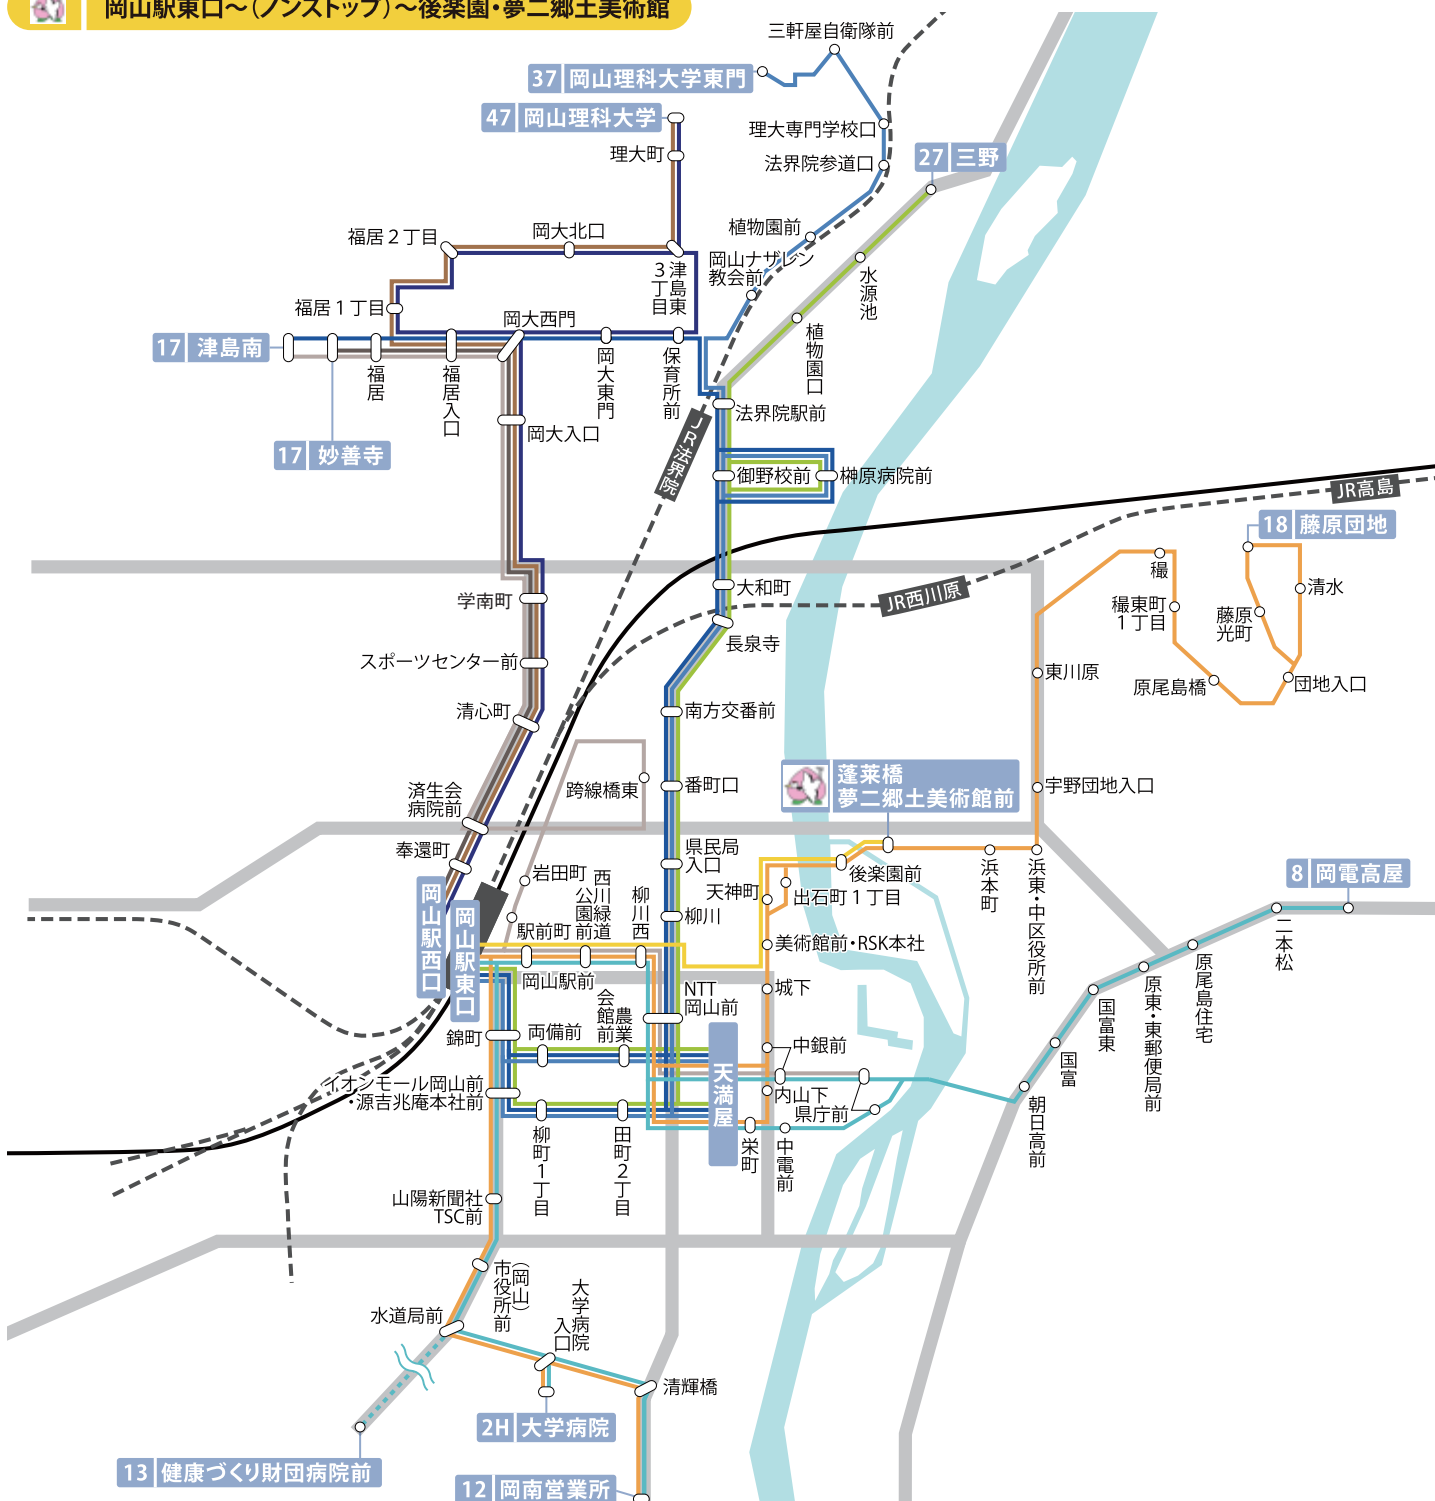 岡山駅東口～（ノンストップ）～後楽園・夢二郷土美術館
三軒屋自衛隊前
37 岡山理科大学東門
47 岡山理科大学
理大町
理大専門学校口
法界院参道口
27 三野
植物園前
岡山ナザレン
教会前
福居２丁目
岡大北口
津島東
３丁目
水源池
福居１丁目
岡大西門
植物園口
17 津島南
福居
福居入口
岡大東門
保育所前
法界院駅前
17 妙善寺
岡大入口
JR法界院
御野校前
榊原病院前
JR高島
18 藤原団地
大和町
JR西川原
穝
清水
学南町
穝東町
１丁目
藤原
光町
長泉寺
スポーツセンター前
東川原
原尾島橋
団地入口
清心町
南方交番前
跨線橋東
番町口
蓬莱橋
夢二郷土美術館前
宇野団地入口
済生会
病院前
奉還町
県民局
入口
岩田町
西川緑道
公園前
柳川西
天神町
後楽園前
出石町１丁目
浜本町
浜東・中区役所前
8 岡電高屋
岡山駅西口
岡山駅東口
駅前町
柳川
美術館前・RSK本社
二本松
岡山駅前
NTT
岡山前
城下
原尾島住宅
原東・東郵便局前
国富東
錦町
両備前
農業
会館前
中銀前
国富
イオンモール岡山前
・源吉兆庵本社前
天満屋
内山下
県庁前
朝日高前
柳町１丁目
田町２丁目
栄町
中電前
山陽新聞社
TSC前
（岡山）
市役所前
水道局前
大学病院
入口
清輝橋
2H 大学病院
13 健康づくり財団病院前
12 岡南営業所